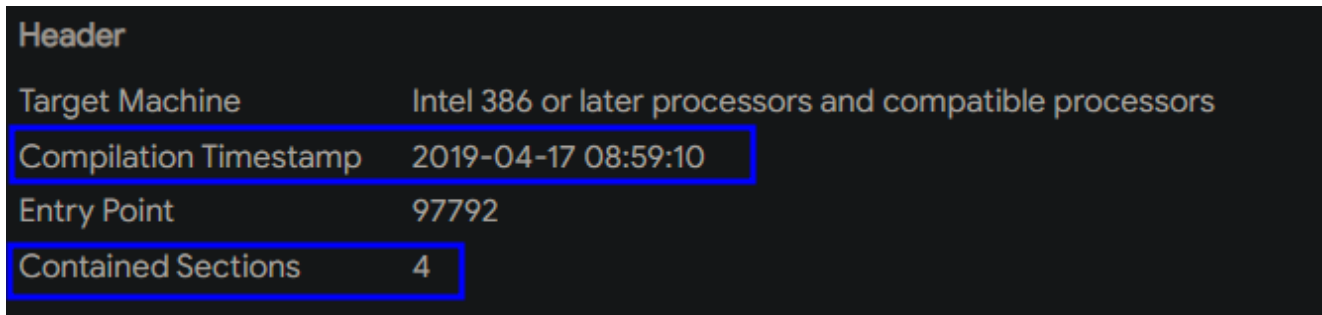 Header
Target Machine Intel 386 or later processors and compatible processors
Compilation Timestamp 2019-04-17 08:59:10
Entry Point 97792
Contained Sections 4